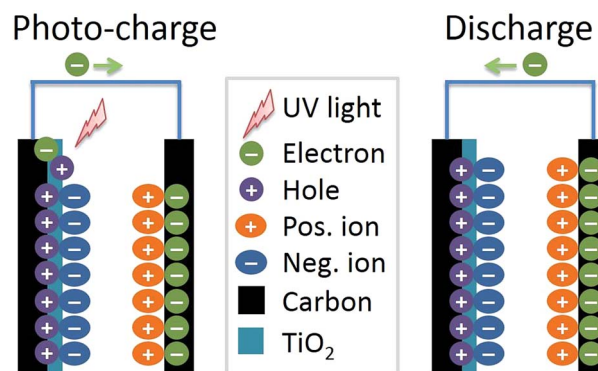 Photo-charge
Discharge
UV light
Electron
Hole
Pos. ion
Neg. ion
Carbon
TiO₂